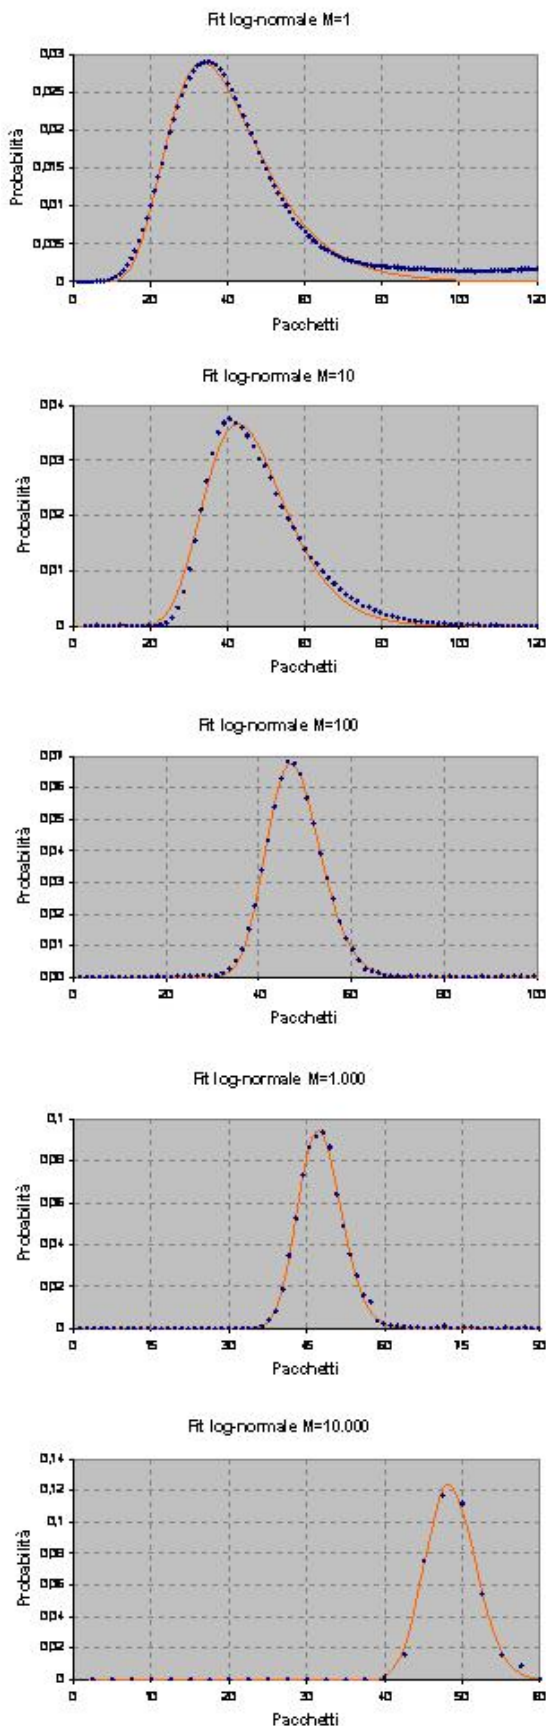 Fit log-normale M=1
0,03
0,025
0,02
0,015
0,01
0,005
0
0 20 40 60 80 100 120
Probabilità
Pacchetti
Fit log-normale M=10
0,04
0,03
0,02
0,01
0
0 20 40 60 80 100 120
Probabilità
Pacchetti
Fit log-normale M=100
0,07
0,06
0,05
0,04
0,03
0,02
0,01
0,00
0 20 40 60 80 100
Probabilità
Pacchetti
Fit log-normale M=1.000
0,1
0,08
0,06
0,04
0,02
0
0 15 30 45 60 75 90
Probabilità
Pacchetti
Fit log-normale M=10.000
0,14
0,12
0,1
0,08
0,06
0,04
0,02
0
0 10 20 30 40 50 60
Probabilità
Pacchetti